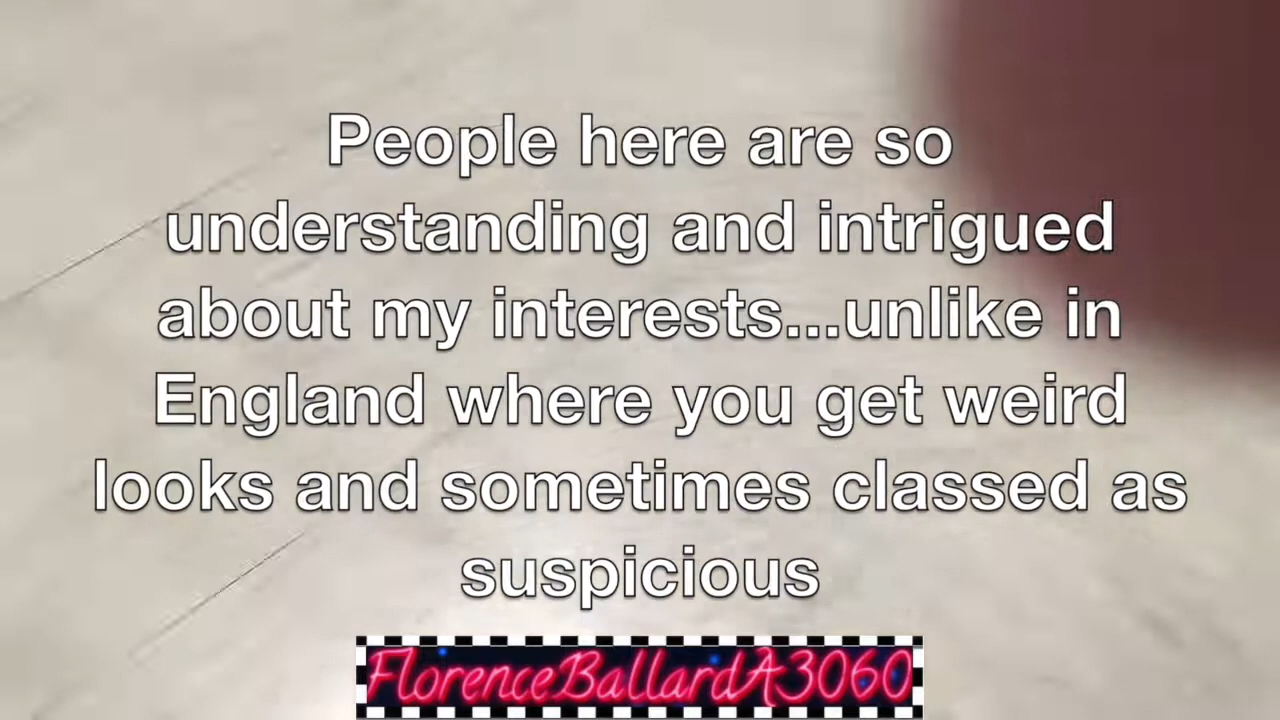 People here are so
understanding and intrigued
about my interests...unlike in
England where you get weird
looks and sometimes classed as
suspicious
FlorenceBallardA3060